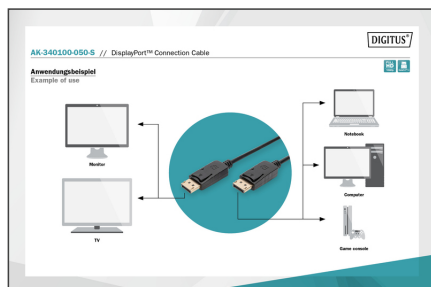 DIGITUS®
AK-340100-050-S // DisplayPort™ Connection Cable
Anwendungsbeispiel
Example of use
Monitor
Notebook
Computer
TV
Game console